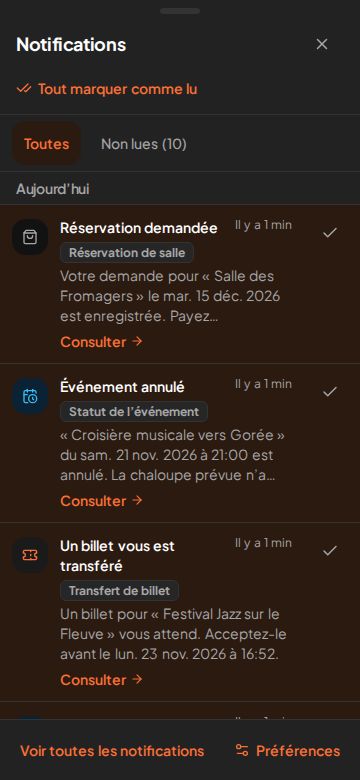 Notifications
Tout marquer comme lu
Toutes
Non lues (10)
Aujourd'hui
Réservation demandée
Il y a 1 min
Réservation de salle
Votre demande pour « Salle des
Fromagers » le mar. 15 déc. 2026
est enregistrée. Payez…
Consulter →
Événement annulé
Il y a 1 min
Statut de l'événement
« Croisière musicale vers Gorée »
du sam. 21 nov. 2026 à 21:00 est
annulé. La chaloupe prévue n'a…
Consulter →
Un billet vous est
transféré
Il y a 1 min
Transfert de billet
Un billet pour « Festival Jazz sur le
Fleuve » vous attend. Acceptez-le
avant le lun. 23 nov. 2026 à 16:52.
Consulter →
Voir toutes les notifications
Préférences